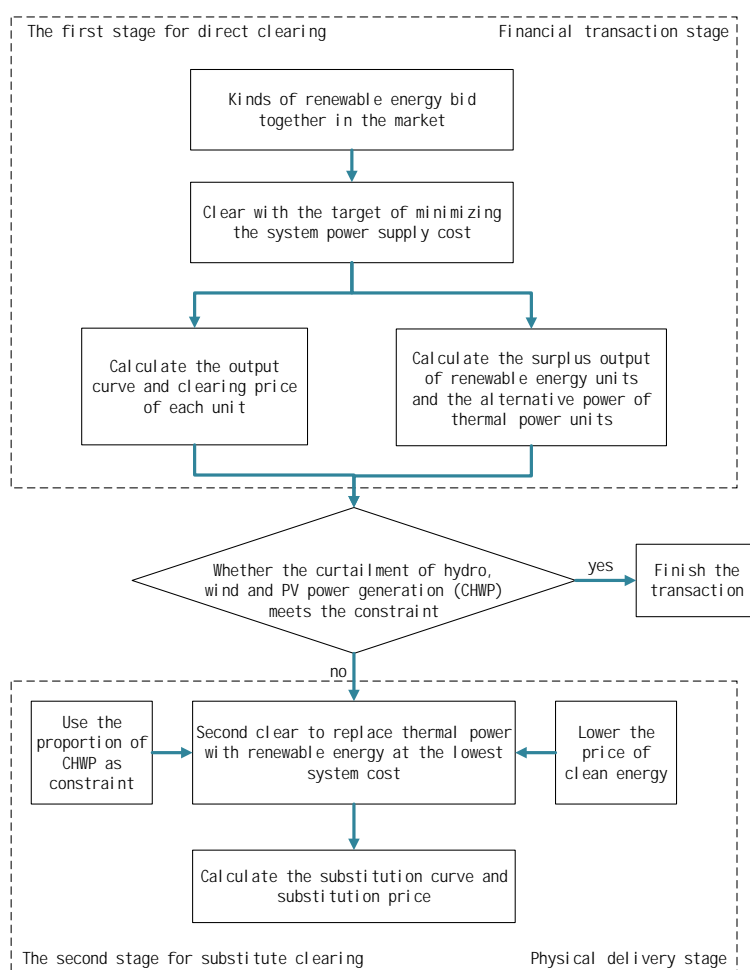 The first stage for direct clearing
Financial transaction stage
Kinds of renewable energy bid
together in the market
Clear with the target of minimizing
the system power supply cost
Calculate the output
curve and clearing price
of each unit
Calculate the surplus output
of renewable energy units
and the alternative power of
thermal power units
Whether the curtailment of hydro,
wind and PV power generation (CHWP)
meets the constraint
yes
Finish the
transaction
no
Use the
proportion of
CHWP as
constraint
Second clear to replace thermal power
with renewable energy at the lowest
system cost
Lower the
price of
clean energy
Calculate the substitution curve and
substitution price
The second stage for substitute clearing
Physical delivery stage